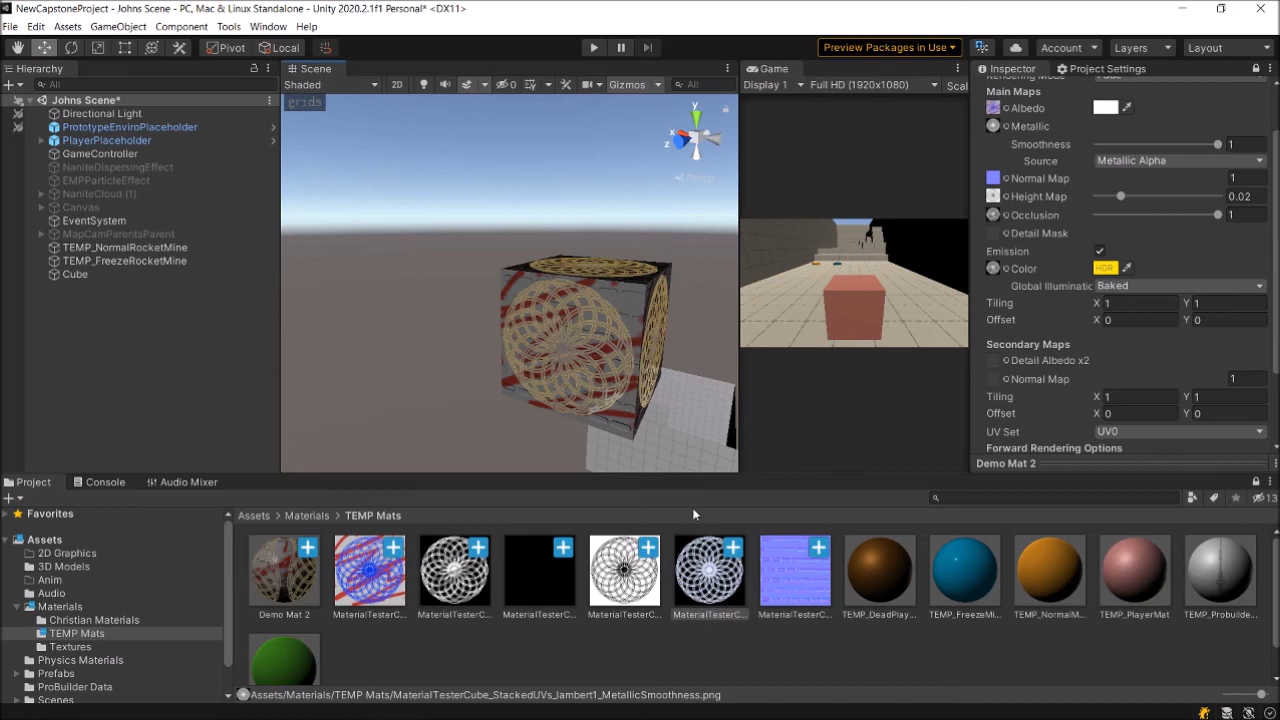 NewCapstoneProject - Johns Scene - PC, Mac & Linux Standalone - Unity 2020.2.1f1 Personal* <DX11>
File Edit Assets GameObject Component Tools Window Help
Pivot Local Preview Packages in Use Account Layers Layout
Hierarchy
All
Johns Scene*
Directional Light
PrototypeEnviroPlaceholder
PlayerPlaceholder
GameController
NaniteDispersingEffect
EMPParticleEffect
NaniteCloud (1)
Canvas
EventSystem
MapCamParentsParent
TEMP_NormalRocketMine
TEMP_FreezeRocketMine
Cube
Scene
Shaded 2D 0 Gizmos All
grids
y
x
z
Persp
Game
Display 1 Full HD (1920x1080) Scal
Inspector Project Settings
Main Maps
Albedo
Metallic
Smoothness 1
Source Metallic Alpha
Normal Map 1
Height Map 0.02
Occlusion 1
Detail Mask
Emission
Color HDR
Global Illuminatic Baked
Tiling X 1 Y 1
Offset X 0 Y 0
Secondary Maps
Detail Albedo x2
Normal Map 1
Tiling X 1 Y 1
Offset X 0 Y 0
UV Set UV0
Forward Rendering Options
Demo Mat 2
Project Console Audio Mixer
13
Favorites
Assets
2D Graphics
3D Models
Anim
Audio
Materials
Christian Materials
TEMP Mats
Textures
Physics Materials
Prefabs
ProBuilder Data
Scenes
Assets > Materials > TEMP Mats
Demo Mat 2 MaterialTesterC... MaterialTesterC... MaterialTesterC... MaterialTesterC... MaterialTesterC... MaterialTesterC... TEMP_DeadPlay... TEMP_FreezeMi... TEMP_NormalM... TEMP_PlayerMat TEMP_Probuilde...
Assets/Materials/TEMP Mats/MaterialTesterCube_StackedUVs_lambert1_MetallicSmoothness.png